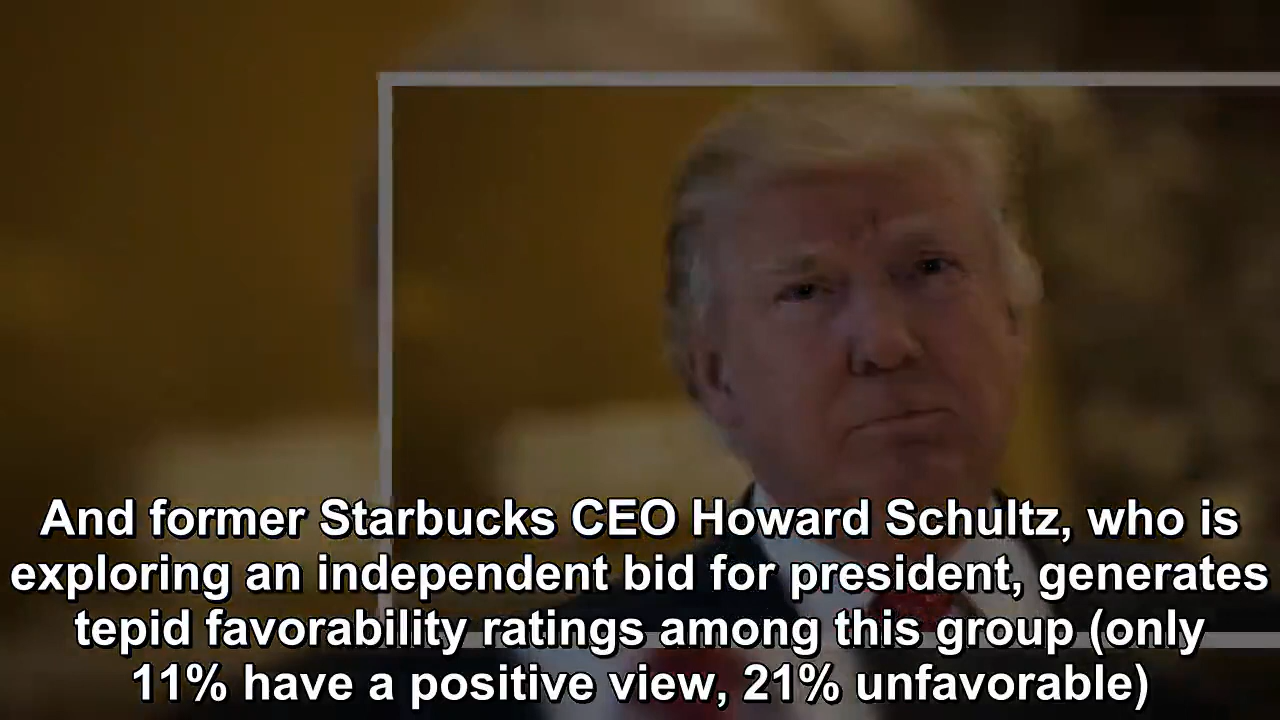 And former Starbucks CEO Howard Schultz, who is
exploring an independent bid for president, generates
tepid favorability ratings among this group (only
11% have a positive view, 21% unfavorable)